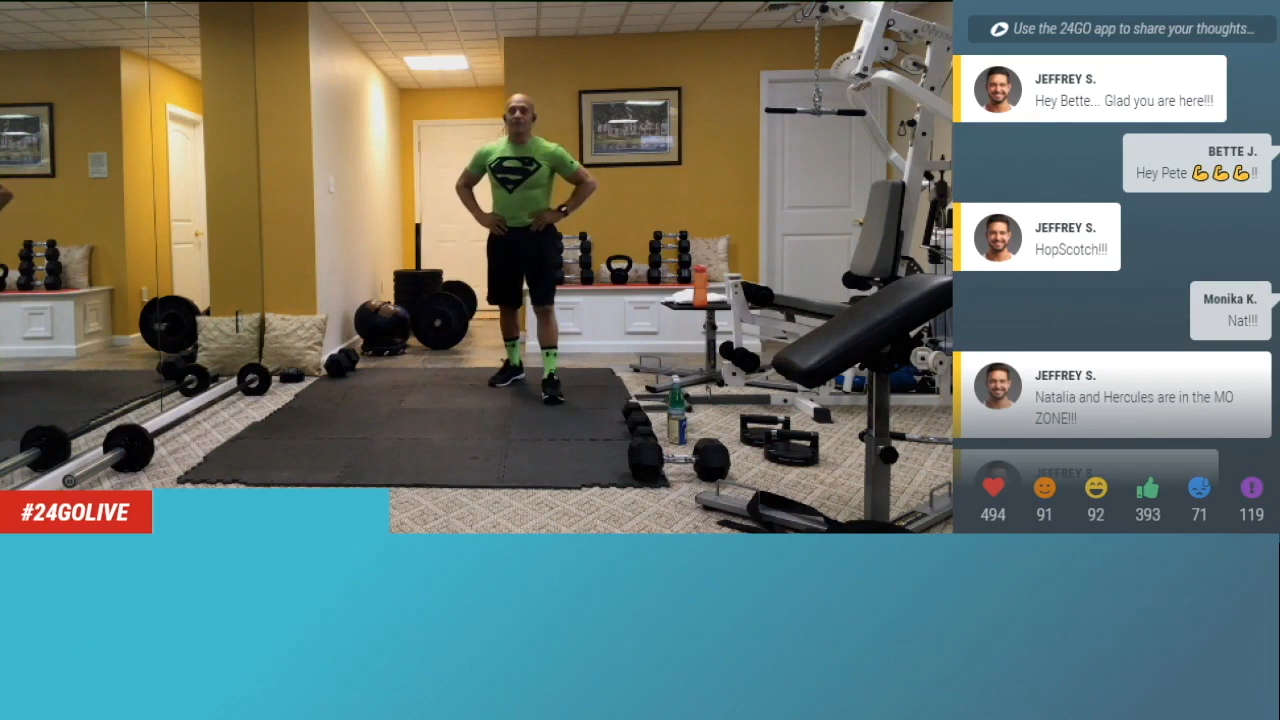 Use the 24GO app to share your thoughts...
JEFFREY S.
Hey Bette... Glad you are here!!!
BETTE J.
Hey Pete 💪💪💪!!
JEFFREY S.
HopScotch!!!
Monika K.
Nat!!!
JEFFREY S.
Natalia and Hercules are in the MO
ZONE!!!
JEFFREY S.
494 91 92 393 71 119
#24GOLIVE